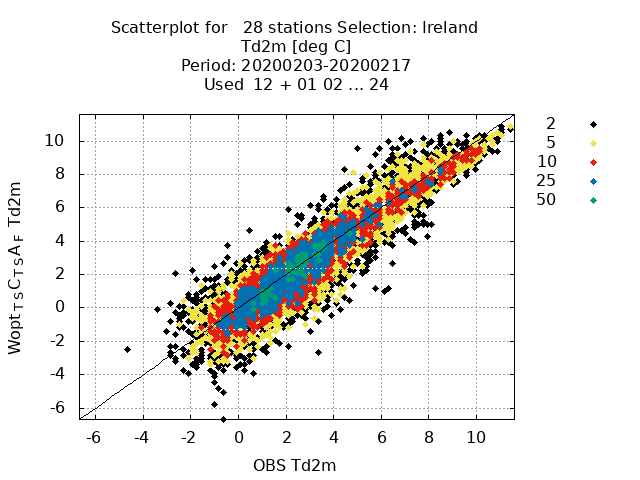 Scatterplot for 28 stations Selection: Ireland
Td2m [deg C]
Period: 20200203-20200217
Used 12 + 01 02 ... 24
2
5
10
25
50
10
8
6
4
2
0
-2
-4
-6
Wopt_TS C_TS A_F Td2m
-6 -4 -2 0 2 4 6 8 10
OBS Td2m